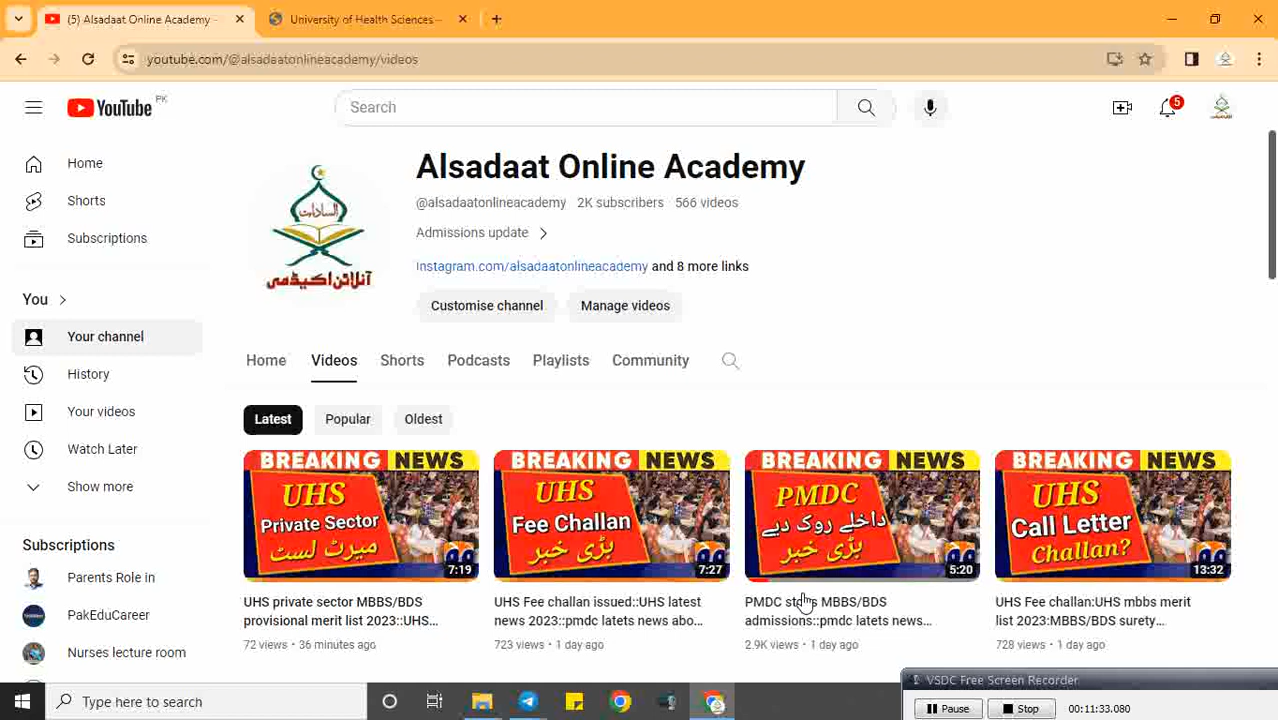 (5) Alsadaat Online Academy -
University of Health Sciences –
youtube.com/@alsadaatonlineacademy/videos
YouTube PK
Search
5
Home
Shorts
Subscriptions
You
Your channel
History
Your videos
Watch Later
Show more
Subscriptions
Parents Role in
PakEduCareer
Nurses lecture room
السادات
آنلائن اکیڈمی
Alsadaat Online Academy
@alsadaatonlineacademy 2K subscribers 566 videos
Admissions update
Instagram.com/alsadaatonlineacademy and 8 more links
Customise channel
Manage videos
Home Videos Shorts Podcasts Playlists Community
Latest Popular Oldest
BREAKING NEWS
UHS
Private Sector
میرٹ لسٹ
7:19
UHS private sector MBBS/BDS
provisional merit list 2023::UHS...
72 views • 36 minutes ago
BREAKING NEWS
UHS
Fee Challan
بڑی خبر
7:27
UHS Fee challan issued::UHS latest
news 2023::pmdc latets news abo...
723 views • 1 day ago
BREAKING NEWS
PMDC
داخلے روک دیے
بڑی خبر
5:20
PMDC MBBS/BDS
admissions::pmdc latets news...
2.9K views • 1 day ago
BREAKING NEWS
UHS
Call Letter
Challan?
13:32
UHS Fee challan:UHS mbbs merit
list 2023:MBBS/BDS surety...
728 views • 1 day ago
VSDC Free Screen Recorder
Pause
Stop
00:11:33.080
Type here to search